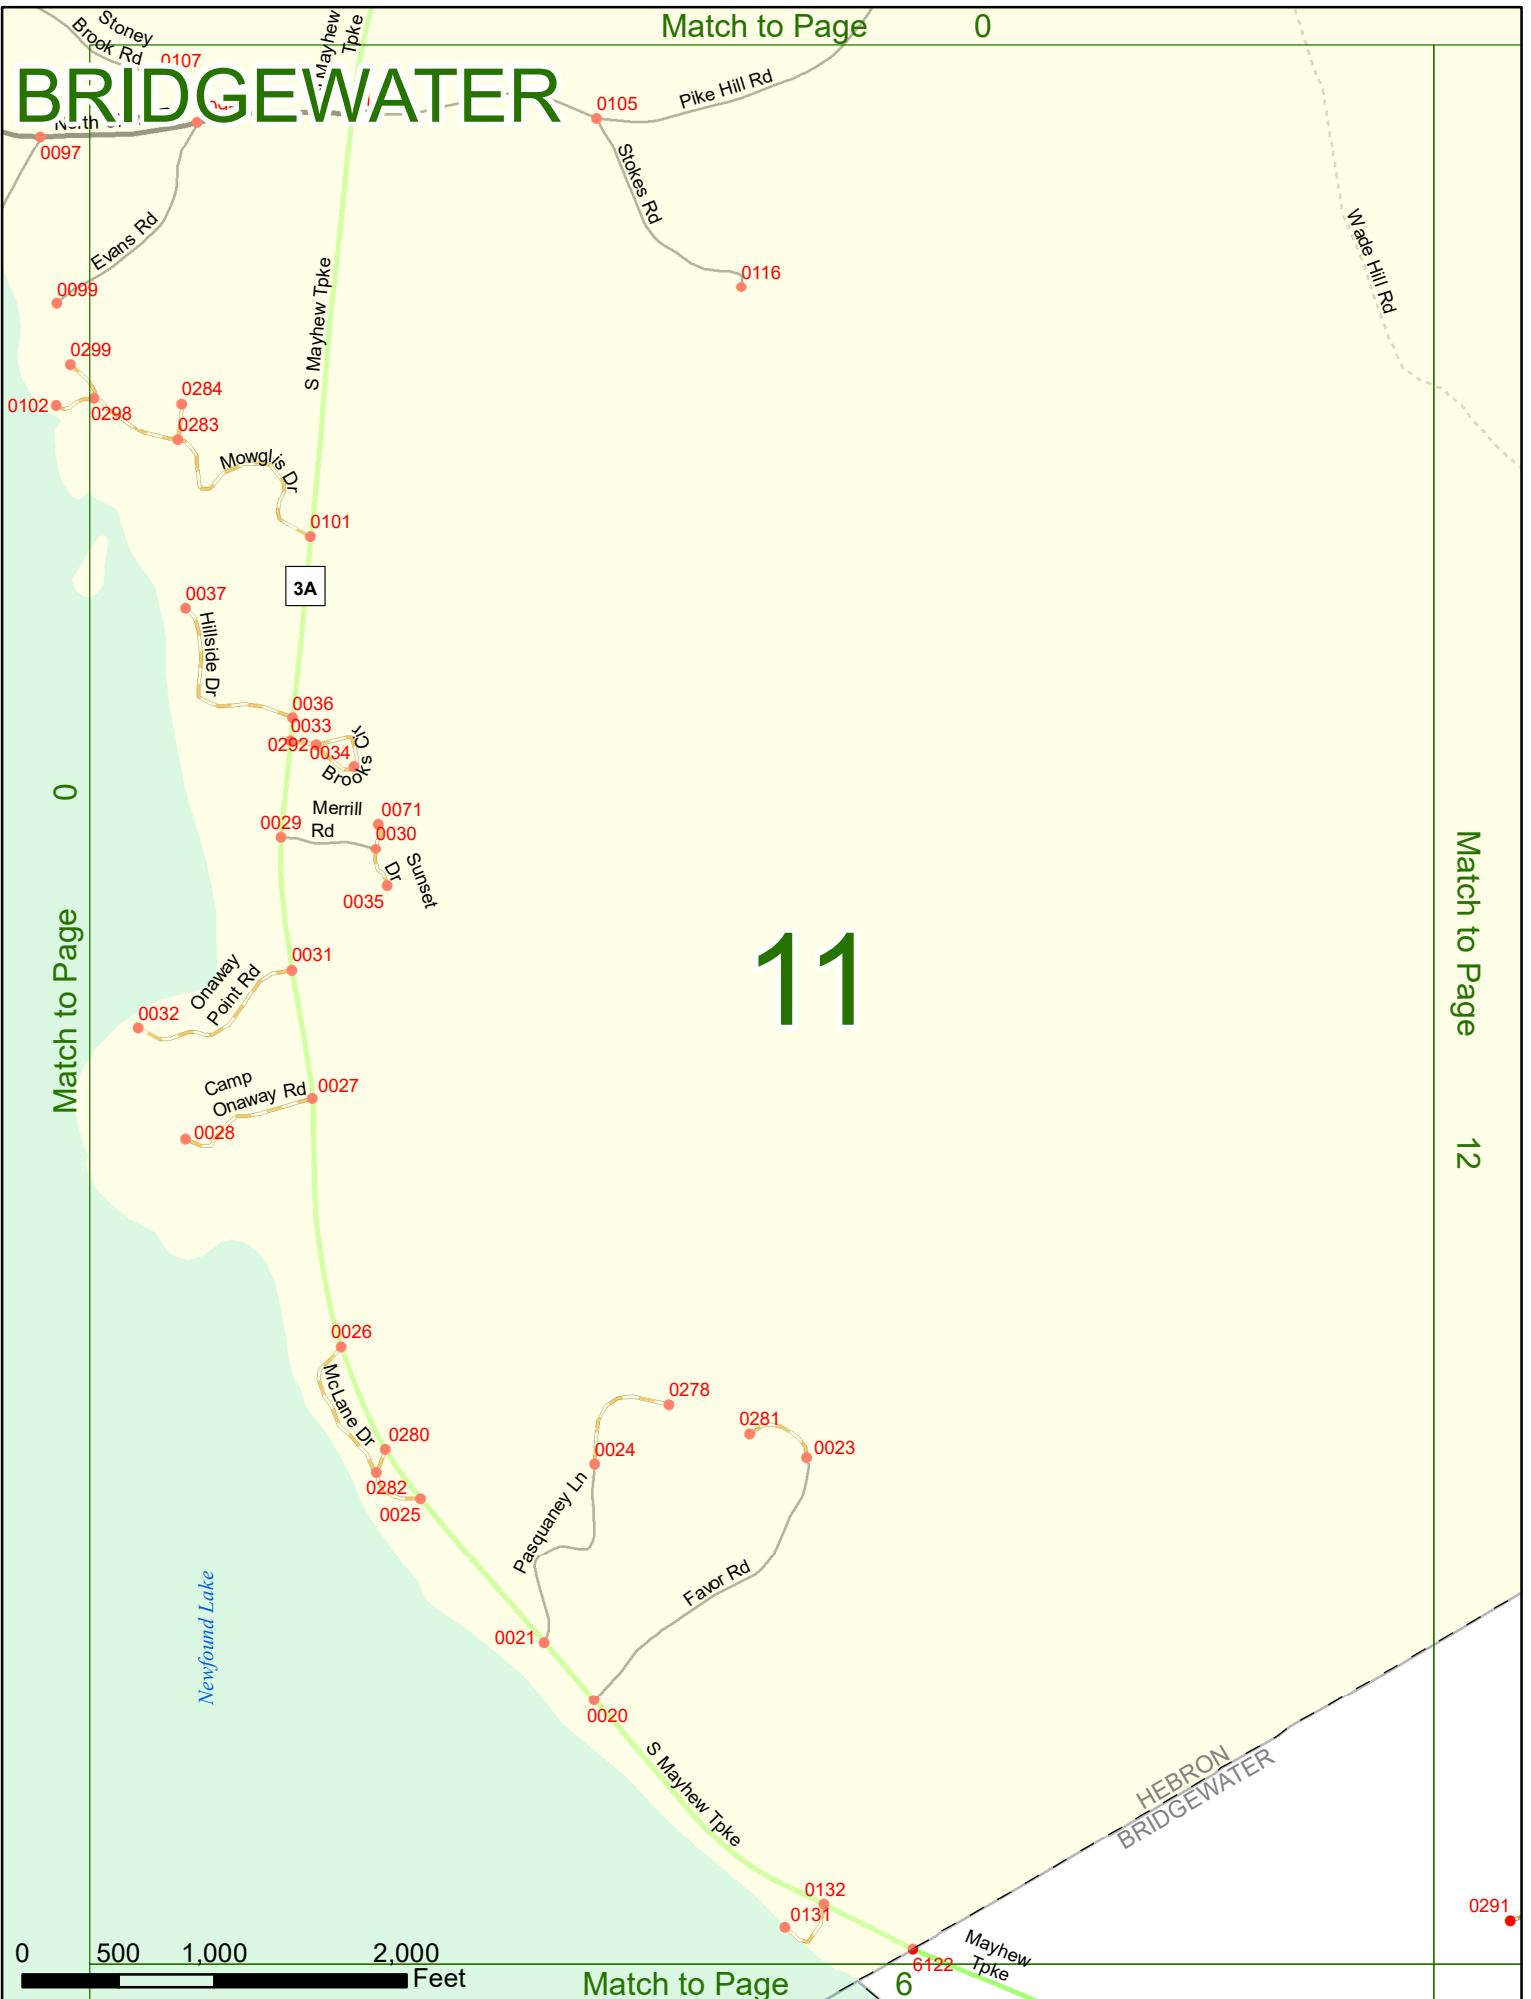 Match to Page 0
Stoney
Brook Rd
0107
Mayhew
Tpke
BRIDGEWATER
North
0097
0105
Pike Hill Rd
Stokes Rd
0116
Wade Hill Rd
Evans Rd
0099
S Mayhew Tpke
0299
0102
0298
0284
0283
Mowglis Dr
0101
3A
0037
Hillside Dr
0036
0033
0292
0034
Brooks Cir
0029
Merrill
Rd
0071
0030
Sunset
Dr
0035
0031
Onaway
Point Rd
0032
11
Match to Page 0
Match to Page 12
Camp
Onaway Rd
0027
0028
0026
McLane Dr
0280
0282
0025
0278
0024
Pasquaney Ln
0281
0023
Favor Rd
0021
0020
Newfound Lake
S Mayhew Tpke
HEBRON
BRIDGEWATER
0132
0131
0291
6122
Mayhew
Tpke
0 500 1,000 2,000
Feet
Match to Page 6